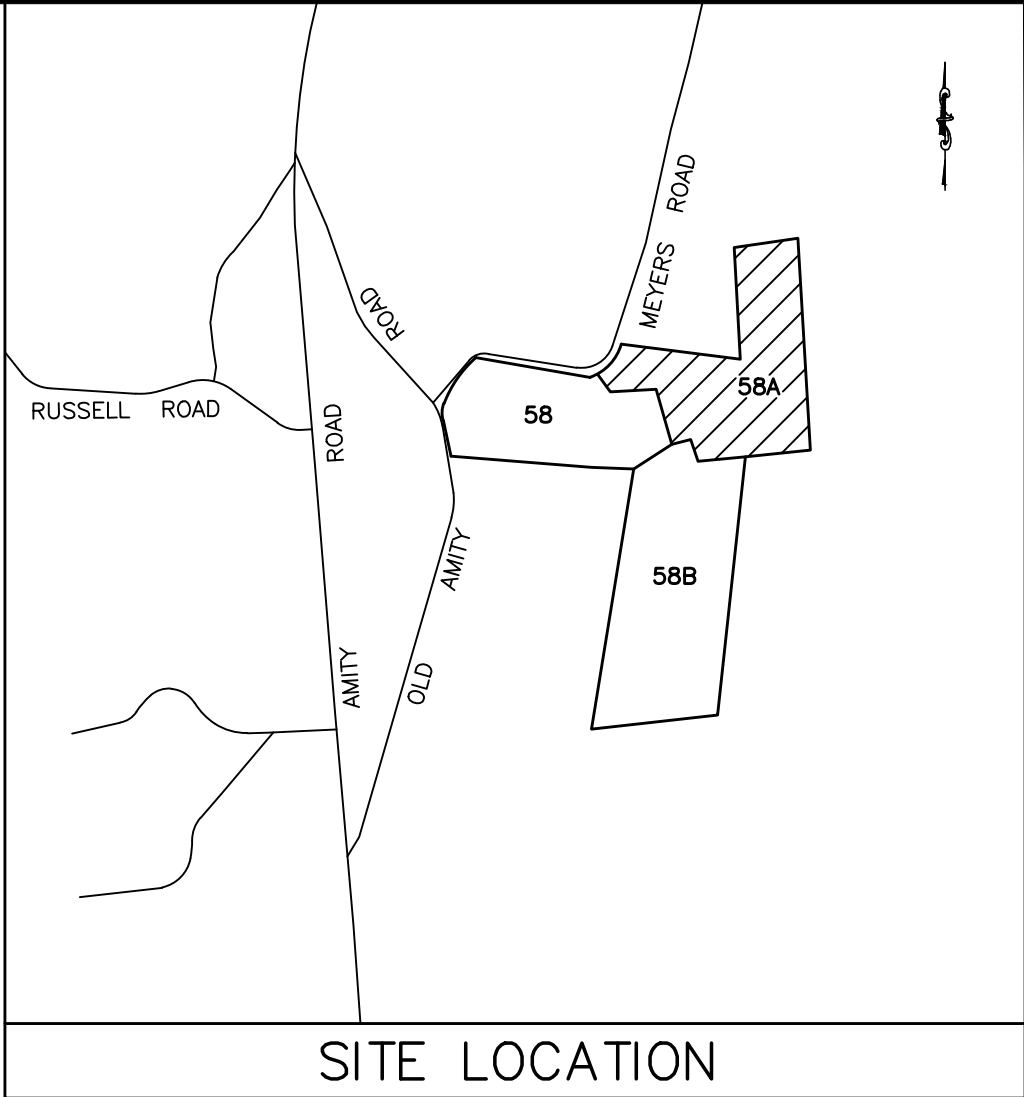 MEYERS ROAD
ROAD
58A
RUSSELL ROAD
58
ROAD
AMITY
58B
AMITY
OLD
SITE LOCATION